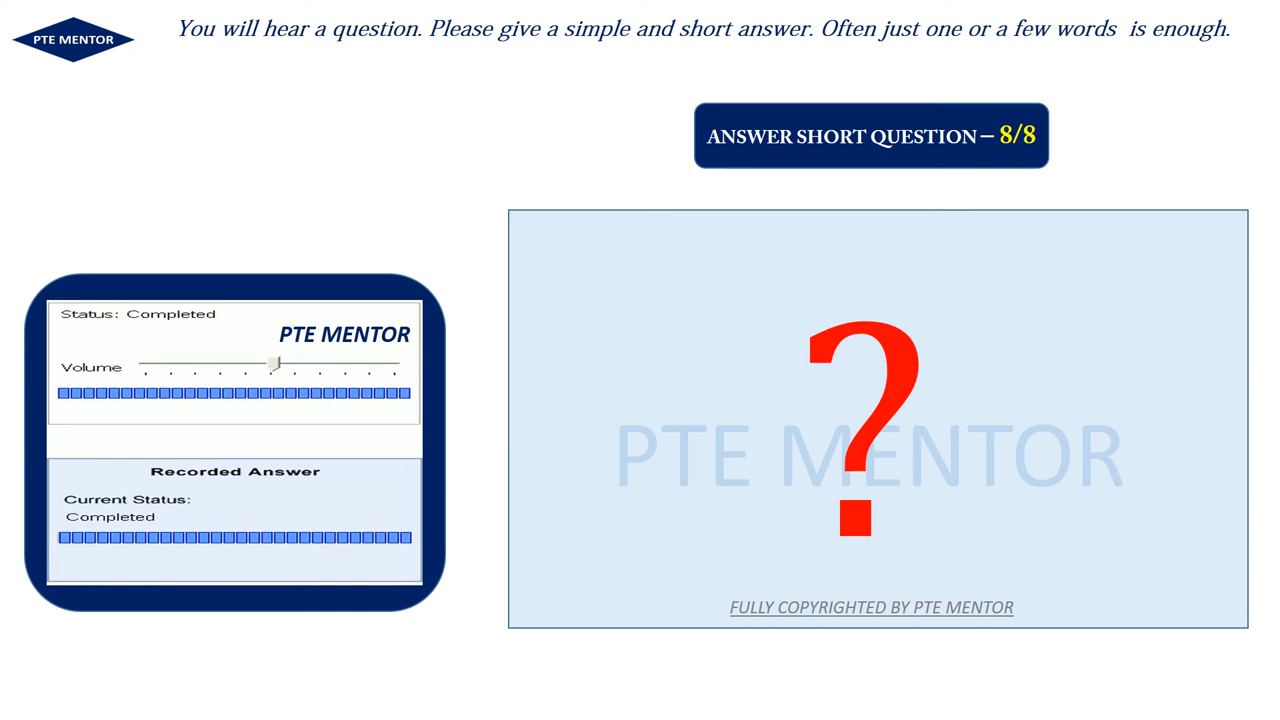 PTE MENTOR
You will hear a question. Please give a simple and short answer. Often just one or a few words is enough.
ANSWER SHORT QUESTION – 8/8
Status: Completed
PTE MENTOR
Volume
Recorded Answer
Current Status:
Completed
?
PTE MENTOR
FULLY COPYRIGHTED BY PTE MENTOR